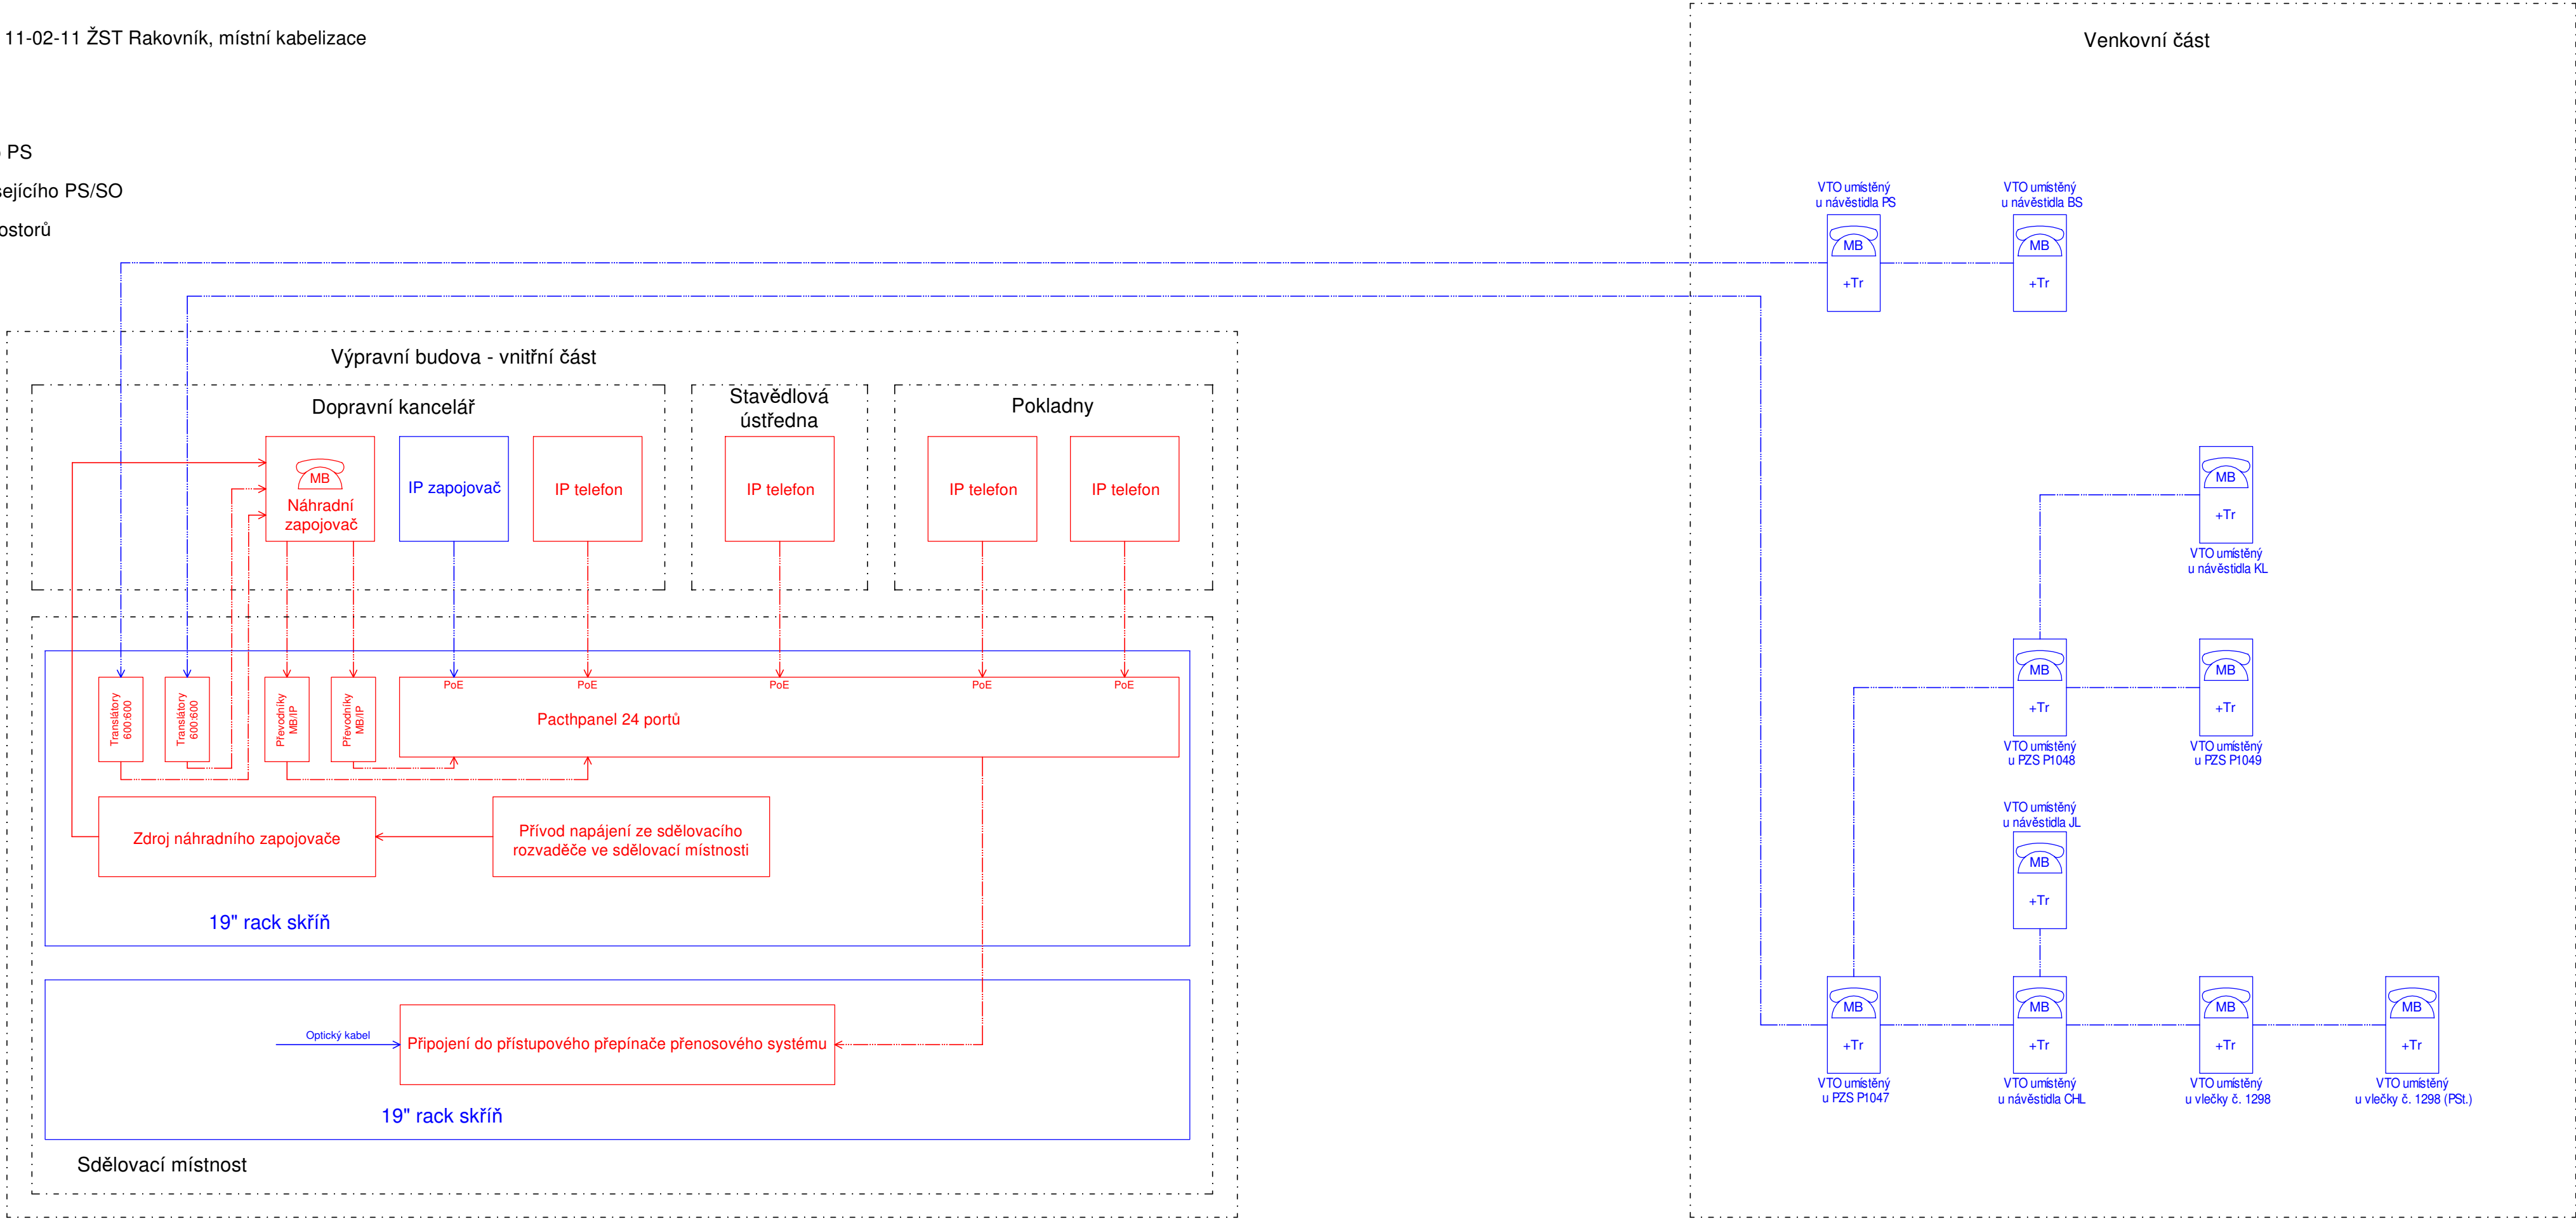 11-02-11 ŽST Rakovník, místní kabelizace
PS
sejícího PS/SO
ostorů
Venkovní část
VTO umístěný
u návěstidla PS
MB
+Tr
VTO umístěný
u návěstidla BS
MB
+Tr
Výpravní budova - vnitřní část
Dopravní kancelář
Stavědlová
ústředna
Pokladny
MB
Náhradní
zapojovač
IP zapojovač
IP telefon
IP telefon
IP telefon
IP telefon
MB
+Tr
VTO umístěný
u návěstidla KL
Translátory
600:600
Translátory
600:600
Převodníky
MB/IP
Převodníky
MB/IP
PoE
PoE
PoE
PoE
PoE
Pacthpanel 24 portů
MB
+Tr
VTO umístěný
u PZS P1048
MB
+Tr
VTO umístěný
u PZS P1049
Zdroj náhradního zapojovače
Přívod napájení ze sdělovacího
rozvaděče ve sdělovací místnosti
19" rack skříň
VTO umístěný
u návěstidla JL
MB
+Tr
Optický kabel
Připojení do přístupového přepínače přenosového systému
19" rack skříň
Sdělovací místnost
MB
+Tr
VTO umístěný
u PZS P1047
MB
+Tr
VTO umístěný
u návěstidla CHL
MB
+Tr
VTO umístěný
u vlečky č. 1298
MB
+Tr
VTO umístěný
u vlečky č. 1298 (PSt.)